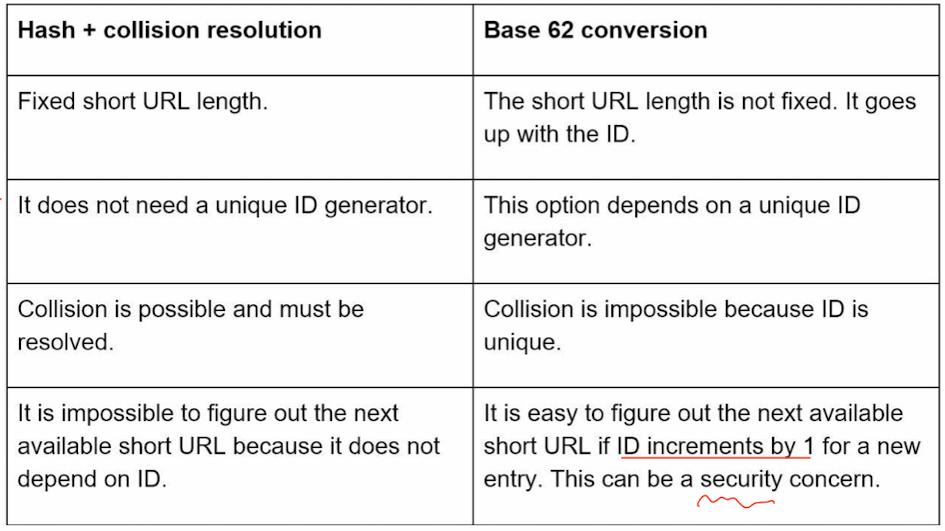 Hash + collision resolution
Base 62 conversion
Fixed short URL length.
The short URL length is not fixed. It goes
up with the ID.
It does not need a unique ID generator.
This option depends on a unique ID
generator.
Collision is possible and must be
resolved.
Collision is impossible because ID is
unique.
It is impossible to figure out the next
available short URL because it does not
depend on ID.
It is easy to figure out the next available
short URL if ID increments by 1 for a new
entry. This can be a security concern.